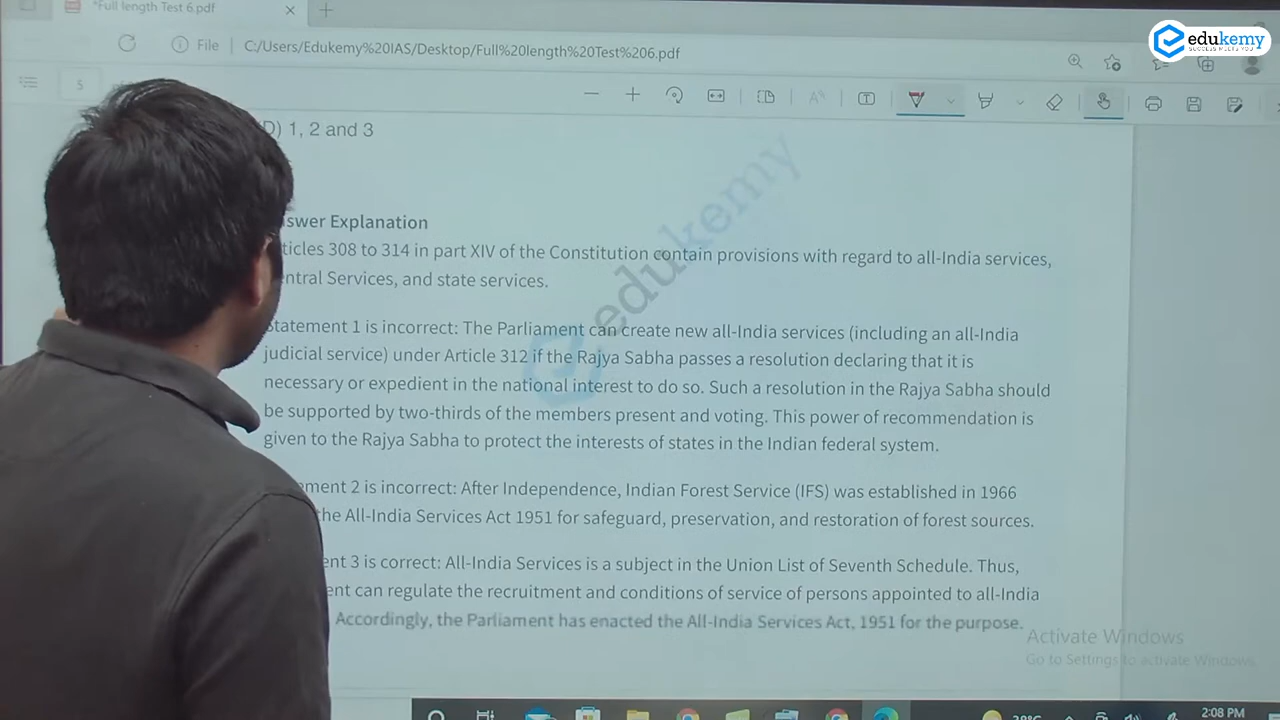 *Full length Test 6.pdf
File C:/Users/Edukemy%20IAS/Desktop/Full%20length%20Test%206.pdf
edukemy
SUCCESS MEETS YOU
5
D) 1, 2 and 3
swer Explanation
ticles 308 to 314 in part XIV of the Constitution contain provisions with regard to all-India services,
entral Services, and state services.
Statement 1 is incorrect: The Parliament can create new all-India services (including an all-India
judicial service) under Article 312 if the Rajya Sabha passes a resolution declaring that it is
necessary or expedient in the national interest to do so. Such a resolution in the Rajya Sabha should
be supported by two-thirds of the members present and voting. This power of recommendation is
given to the Rajya Sabha to protect the interests of states in the Indian federal system.
ement 2 is incorrect: After Independence, Indian Forest Service (IFS) was established in 1966
the All-India Services Act 1951 for safeguard, preservation, and restoration of forest sources.
ent 3 is correct: All-India Services is a subject in the Union List of Seventh Schedule. Thus,
ent can regulate the recruitment and conditions of service of persons appointed to all-India
Accordingly, the Parliament has enacted the All-India Services Act, 1951 for the purpose.
edukemy
Activate Windows
Go to Settings to activate Windows.
2:08 PM